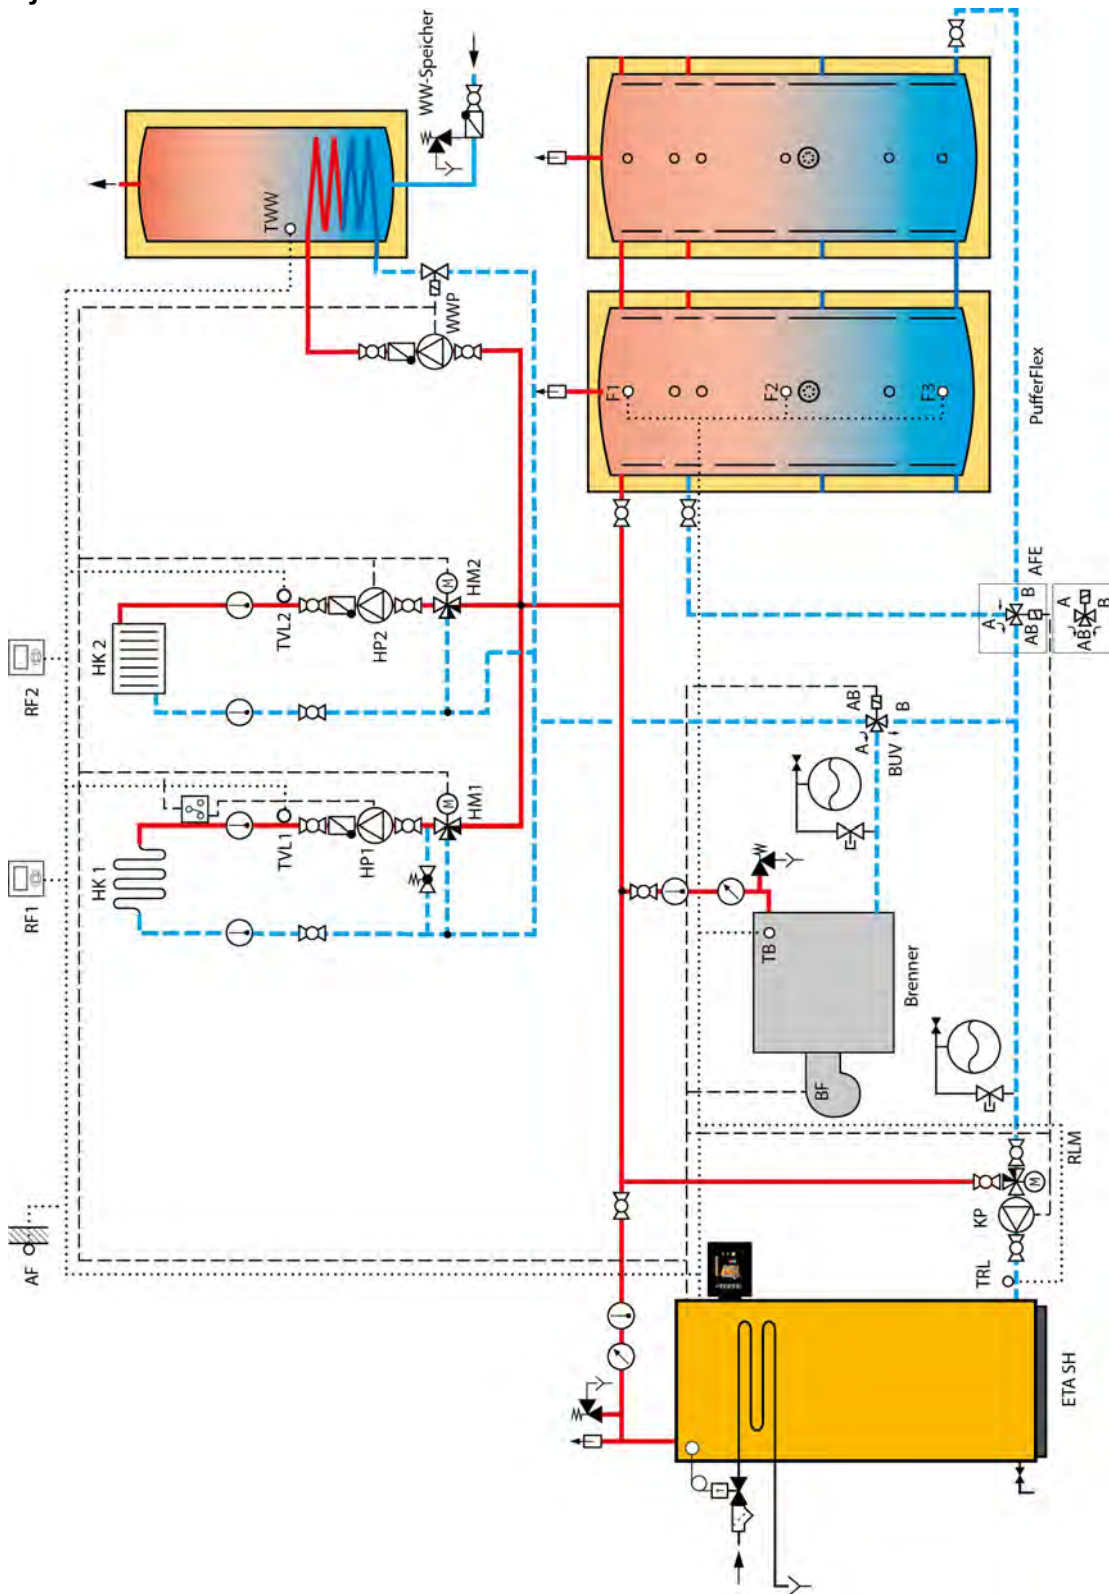 WW-Speicher
TWW
WWP
RF2
HK 2
TVL2
HP2
M
HM2
RF1
HK 1
TVL1
HP1
M
HM1
AF
F1
F2
F3
PufferFlex
AFE
A
B
AB
A
AB
B
AB
A
B
BUV
TB
Brenner
BF
RLM
M
KP
TRL
ETA SH